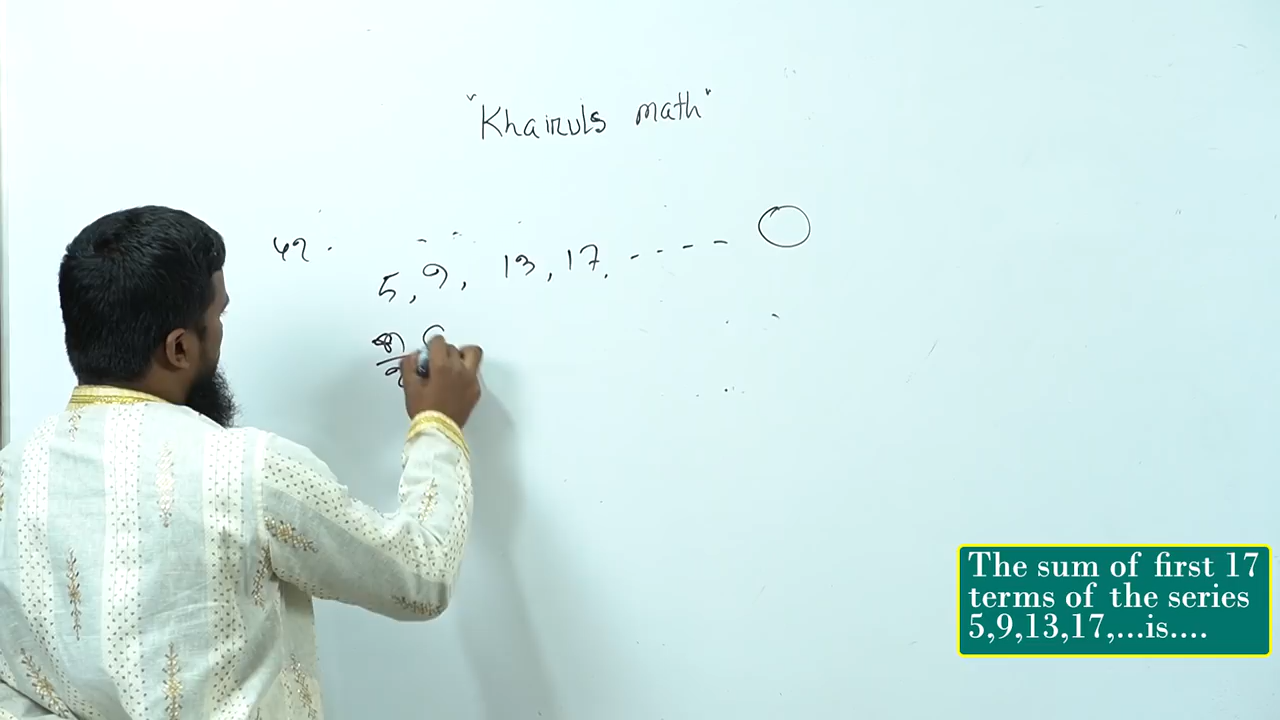 "Khairuls math"
42.
5, 9, 13, 17, - - - -
The sum of first 17
terms of the series
5,9,13,17,...is....